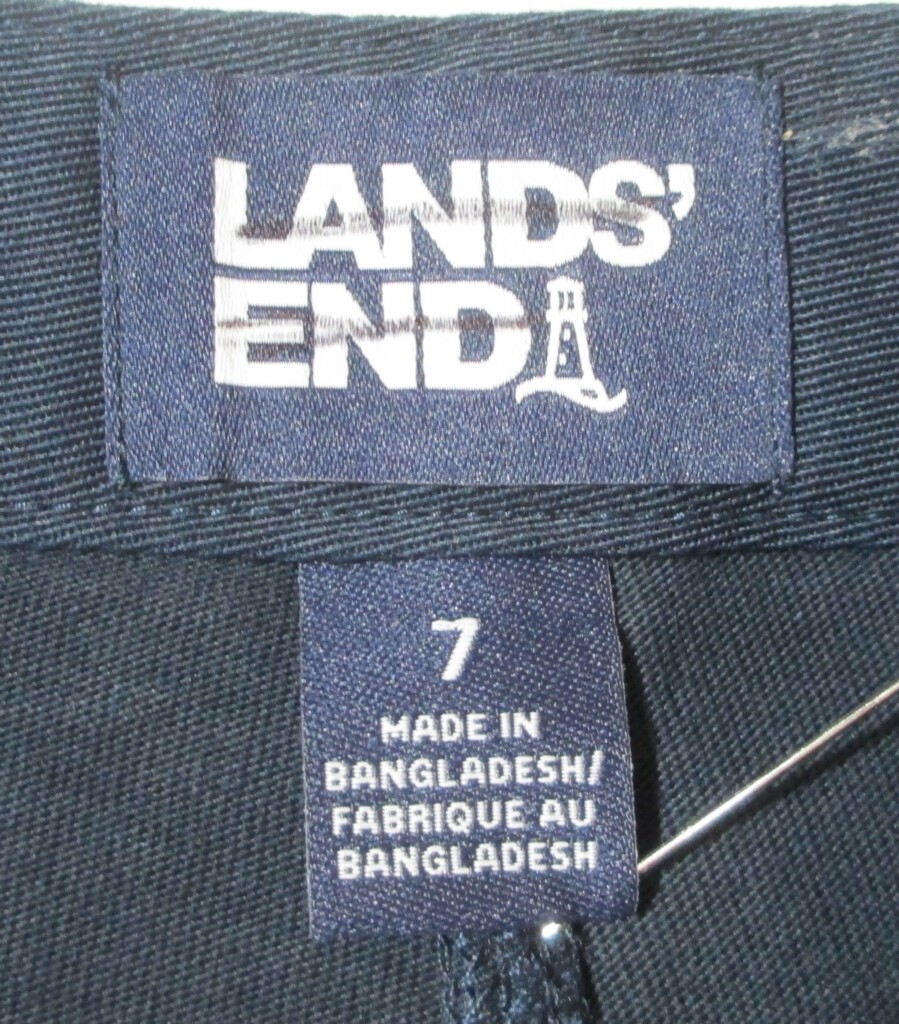 LANDS'
END
7
MADE IN
BANGLADESH/
FABRIQUE AU
BANGLADESH